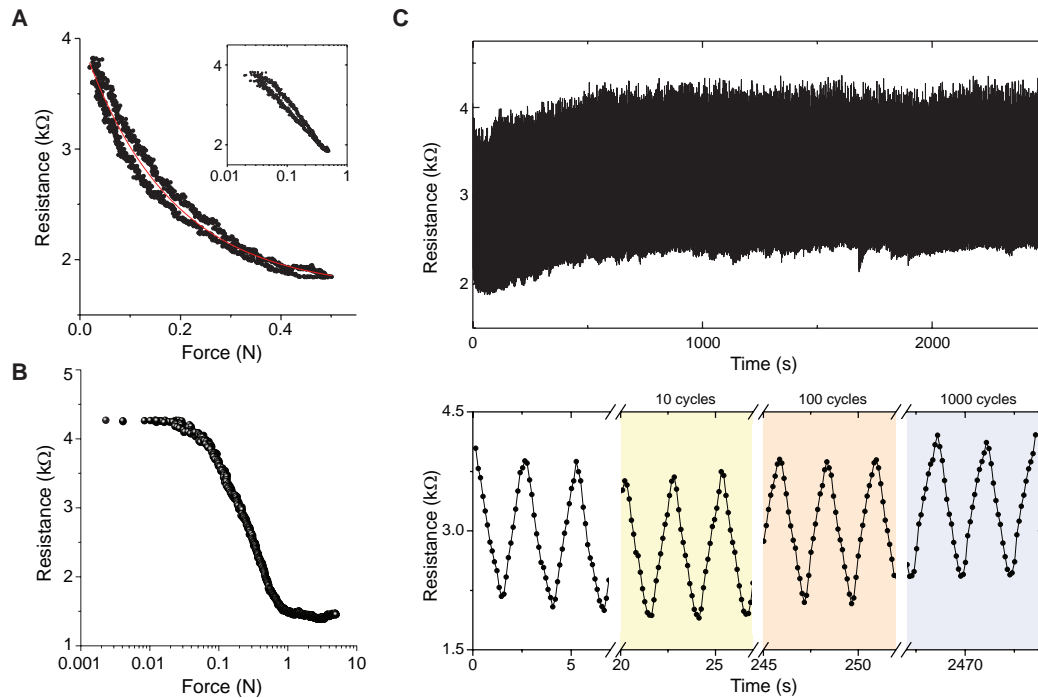 A
Resistance (kΩ)
4
3
2
0.0 0.2 0.4
Force (N)
4
3
2
0.01 0.1 1
B
Resistance (kΩ)
5
4
3
2
1
0.001 0.01 0.1 1 10
Force (N)
C
Resistance (kΩ)
4
3
2
0 1000 2000
Time (s)
10 cycles 100 cycles 1000 cycles
Resistance (kΩ)
4.5
3.0
1.5
0 5 20 25 245 250 2470
Time (s)